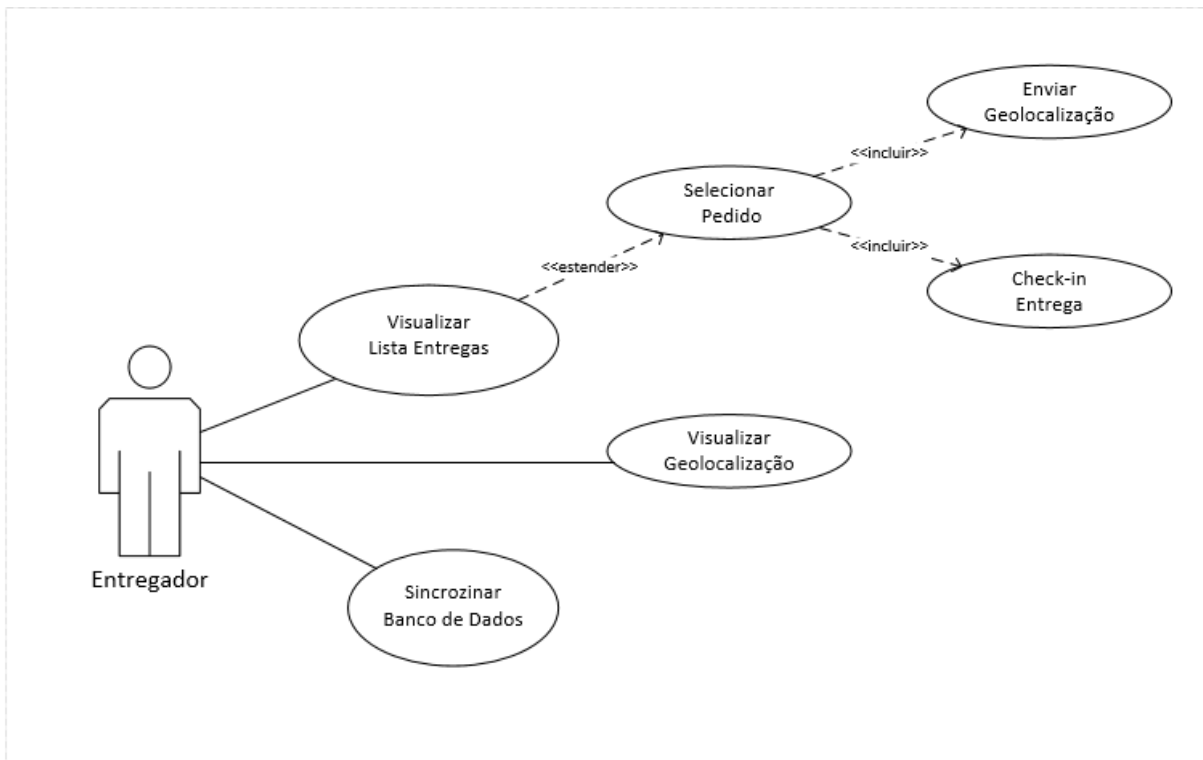 Enviar
Geolocalização
<<incluir>>
Selecionar
Pedido
<<incluir>>
<<estender>>
Check-in
Entrega
Visualizar
Lista Entregas
Visualizar
Geolocalização
Entregador
Sincrozinar
Banco de Dados